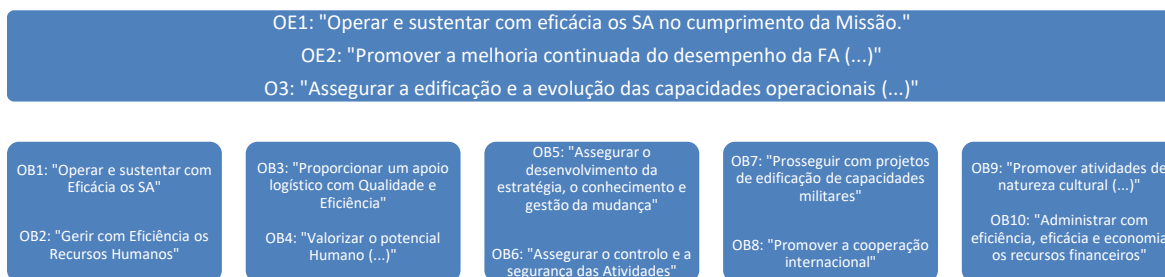 OE1: "Operar e sustentar com eficácia os SA no cumprimento da Missão."
OE2: "Promover a melhoria continuada do desempenho da FA (...)"
O3: "Assegurar a edificação e a evolução das capacidades operacionais (...)"
OB1: "Operar e sustentar com
Eficácia os SA"
OB2: "Gerir com Eficiência os
Recursos Humanos"
OB3: "Proporcionar um apoio
logístico com Qualidade e
Eficiência"
OB4: "Valorizar o potencial
Humano (...)"
OB5: "Assegurar o
desenvolvimento da
estratégia, o conhecimento e
gestão da mudança"
OB6: "Assegurar o controlo e a
segurança das Atividades"
OB7: "Prosseguir com projetos
de edificação de capacidades
militares"
OB8: "Promover a cooperação
internacional"
OB9: "Promover atividades de
natureza cultural (...)"
OB10: "Administrar com
eficiência, eficácia e economia
os recursos financeiros"